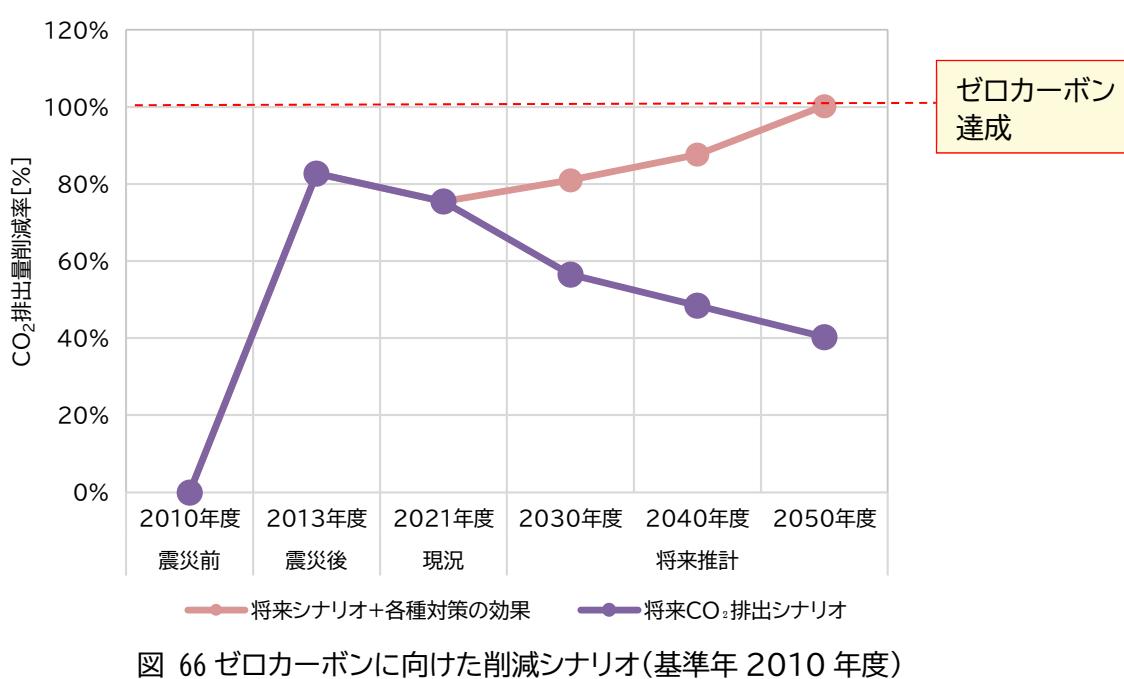 120%
100%
80%
60%
40%
20%
0%
CO₂排出量削減率[%]
ゼロカーボン
達成
2010年度 2013年度 2021年度 2030年度 2040年度 2050年度
震災前 震災後 現況 将来推計
将来シナリオ+各種対策の効果 将来CO₂排出シナリオ
図 66 ゼロカーボンに向けた削減シナリオ(基準年 2010 年度)